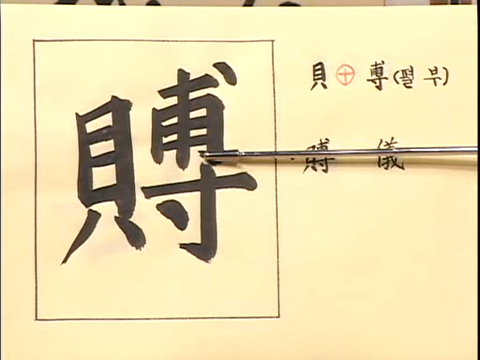 賻
貝 + 尃(펼 부)
賻 儀